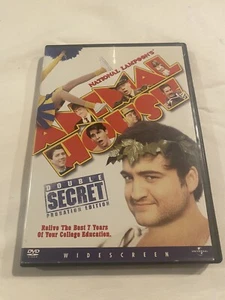 NATIONAL LAMPOON'S
ANIMAL
HOUSE
DOUBLE
SECRET
PROBATION EDITION
Relive The Best 7 Years
Of Your College Education.
DVD
WIDESCREEN
UNIVERSAL